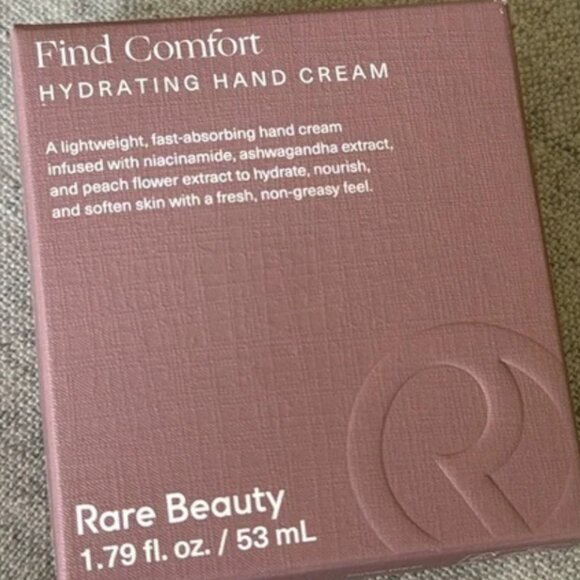 Find Comfort
HYDRATING HAND CREAM
A lightweight, fast-absorbing hand cream
infused with niacinamide, ashwagandha extract,
and peach flower extract to hydrate, nourish,
and soften skin with a fresh, non-greasy feel.
R
Rare Beauty
1.79 fl. oz. / 53 mL